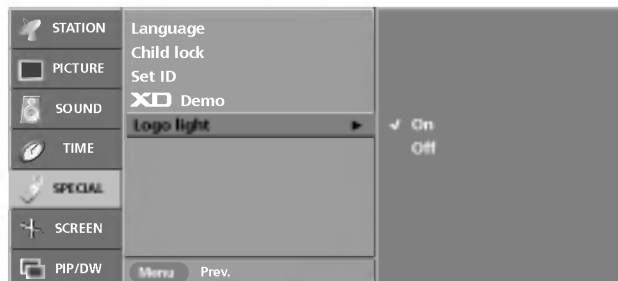 STATION
PICTURE
SOUND
TIME
SPECIAL
SCREEN
PIP/DW
Language
Child lock
Set ID
XD Demo
Logo light
Menu Prev.
On
Off